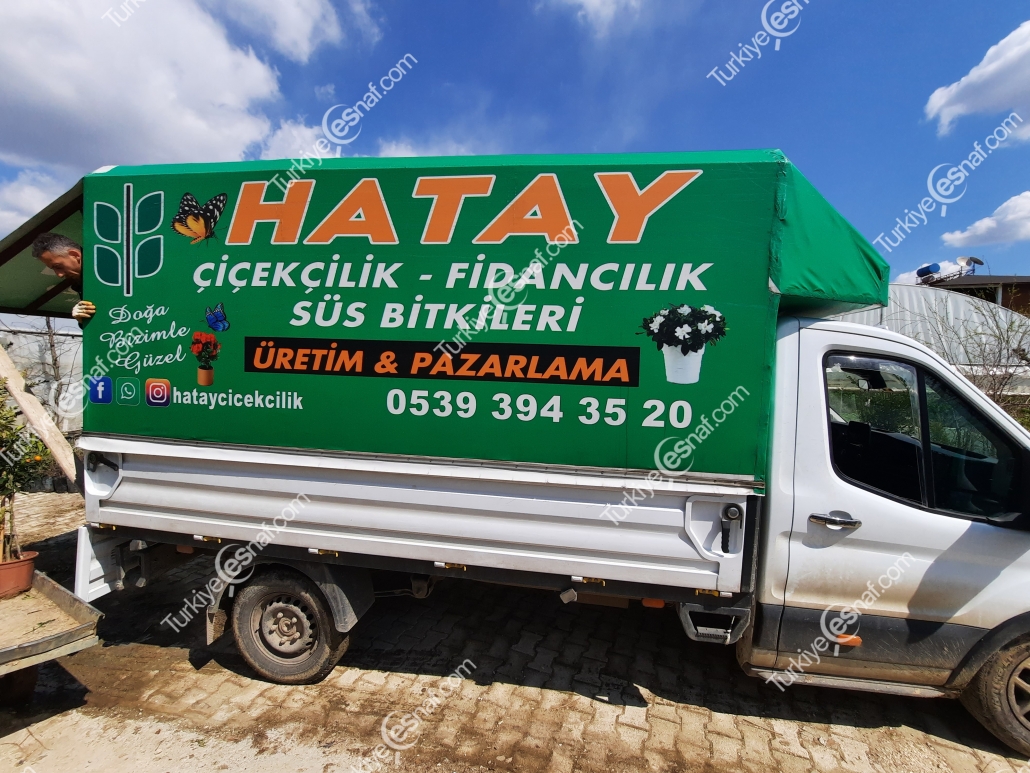 HATAY
ÇİÇEKÇİLİK - FİDANCILIK
SÜS BİTKİLERİ
ÜRETİM & PAZARLAMA
0539 394 35 20
Doğa
Bizimle
Güzel
hataycicekcilik
Turkiyeesnaf.com